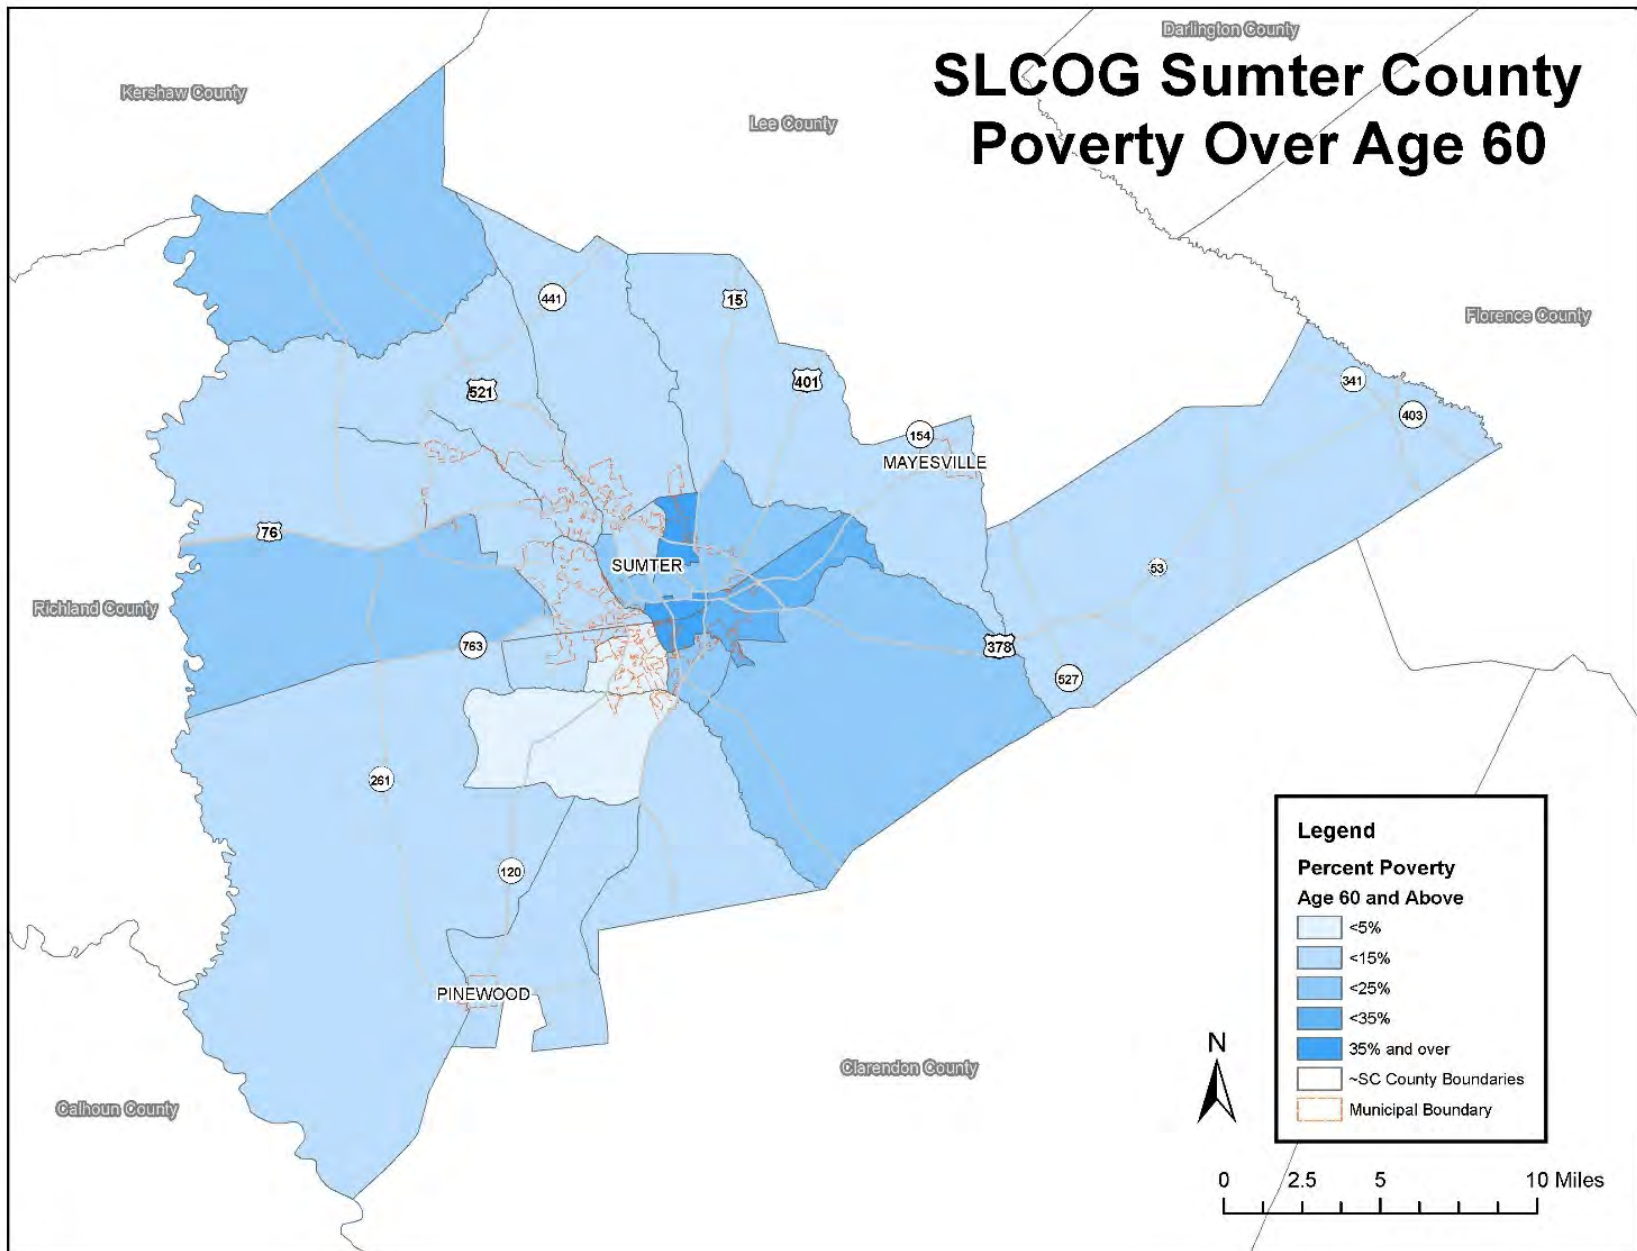 Darlington County
SLCOG Sumter County
Poverty Over Age 60
Kershaw County
Lee County
441
15
Florence County
521
401
341
403
154
MAYESVILLE
76
SUMTER
53
Richland County
763
378
527
261
120
PINEWOOD
Clarendon County
Calhoun County
Legend
Percent Poverty
Age 60 and Above
<5%
<15%
<25%
<35%
35% and over
~SC County Boundaries
Municipal Boundary
N
0 2.5 5 10 Miles